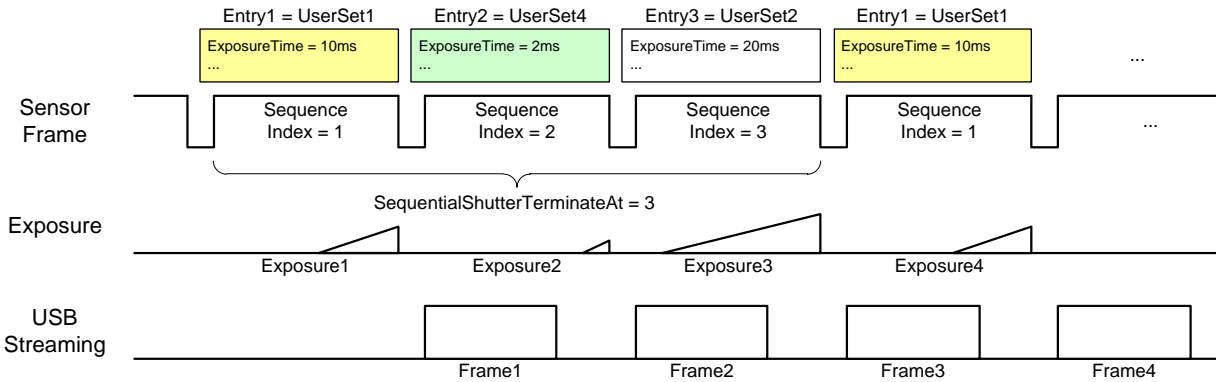 Entry1 = UserSet1 Entry2 = UserSet4 Entry3 = UserSet2 Entry1 = UserSet1
ExposureTime = 10ms ExposureTime = 2ms ExposureTime = 20ms ExposureTime = 10ms
... ... ... ... ...
Sensor
Frame
Sequence Sequence Sequence Sequence
Index = 1 Index = 2 Index = 3 Index = 1 ...
SequentialShutterTerminateAt = 3
Exposure
Exposure1 Exposure2 Exposure3 Exposure4
USB
Streaming
Frame1 Frame2 Frame3 Frame4